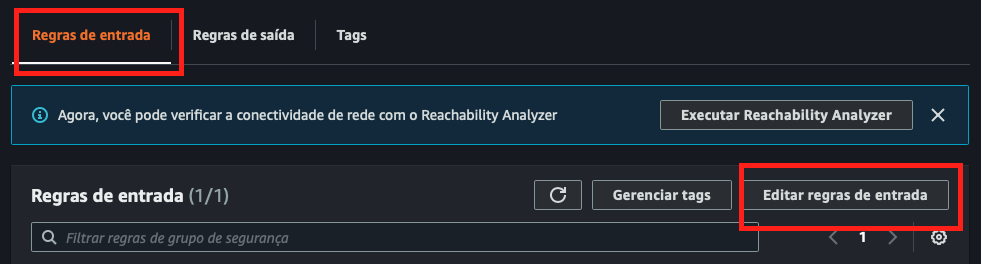 Regras de entrada
Regras de saída
Tags
Agora, você pode verificar a conectividade de rede com o Reachability Analyzer
Executar Reachability Analyzer
Regras de entrada (1/1)
Gerenciar tags
Editar regras de entrada
Filtrar regras de grupo de segurança
1